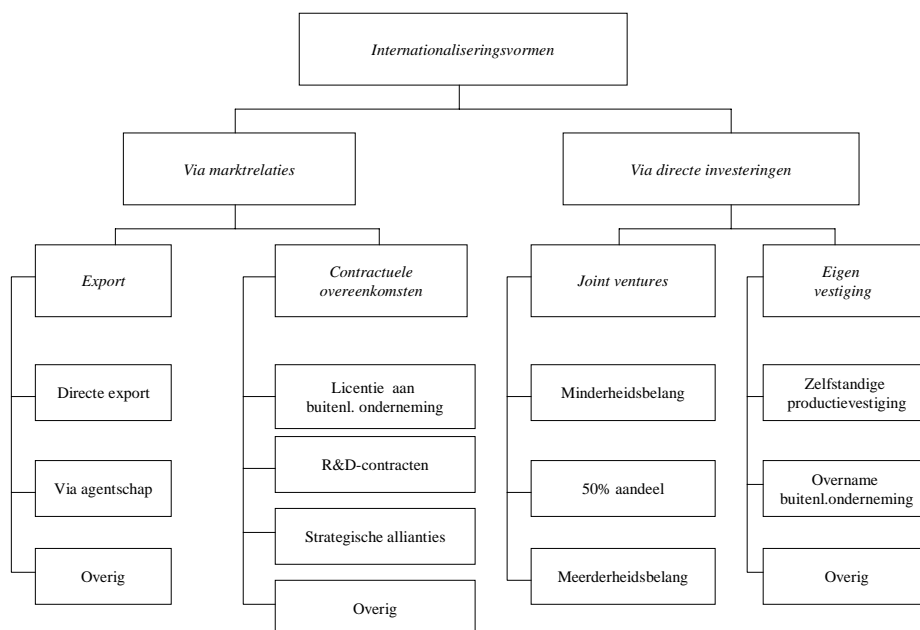 Internationaliseringsvormen
Via marktrelaties
Via directe investeringen
Export
Contractuele
overeenkomsten
Joint ventures
Eigen
vestiging
Directe export
Via agentschap
Overig
Licentie aan
buitenl. onderneming
R&D-contracten
Strategische allianties
Overig
Minderheidsbelang
50% aandeel
Meerderheidsbelang
Zelfstandige
productievestiging
Overname
buitenl.onderneming
Overig